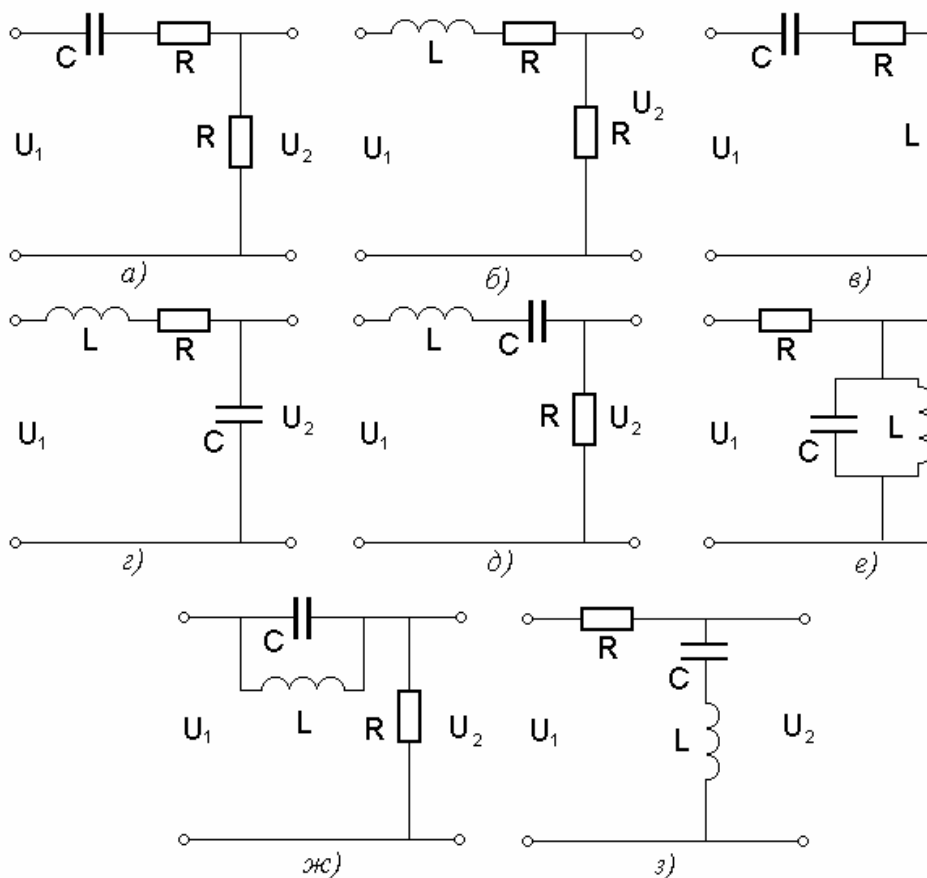 C R R U₁ U₂ а)
L R R U₁ U₂ б)
C R L U₁ в)
L R C U₁ U₂ г)
L C R U₁ U₂ д)
R C L U₁ е)
C L R U₁ U₂ ж)
R C L U₁ U₂ з)